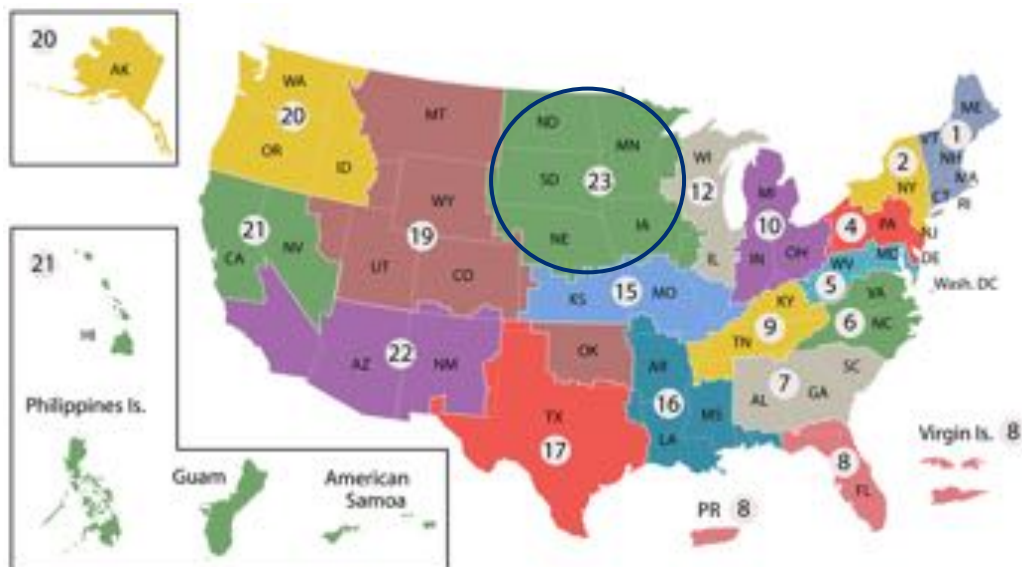 20
AK
21
HI
Philippines Is.
Guam
American
Samoa
WA
20
OR
ID
MT
WY
19
UT
CO
21
CA
NV
AZ
22
NM
ND
MN
SD
23
NE
IA
WI
12
IL
MI
10
IN
OH
KS
15
MO
OK
TX
17
AR
16
MS
LA
KY
9
TN
AL
7
GA
SC
VA
6
NC
WV
MD
5
4
PA
2
NY
NJ
DE
Wash. DC
ME
1
VT
NH
MA
CT
RI
8
FL
PR 8
Virgin Is. 8